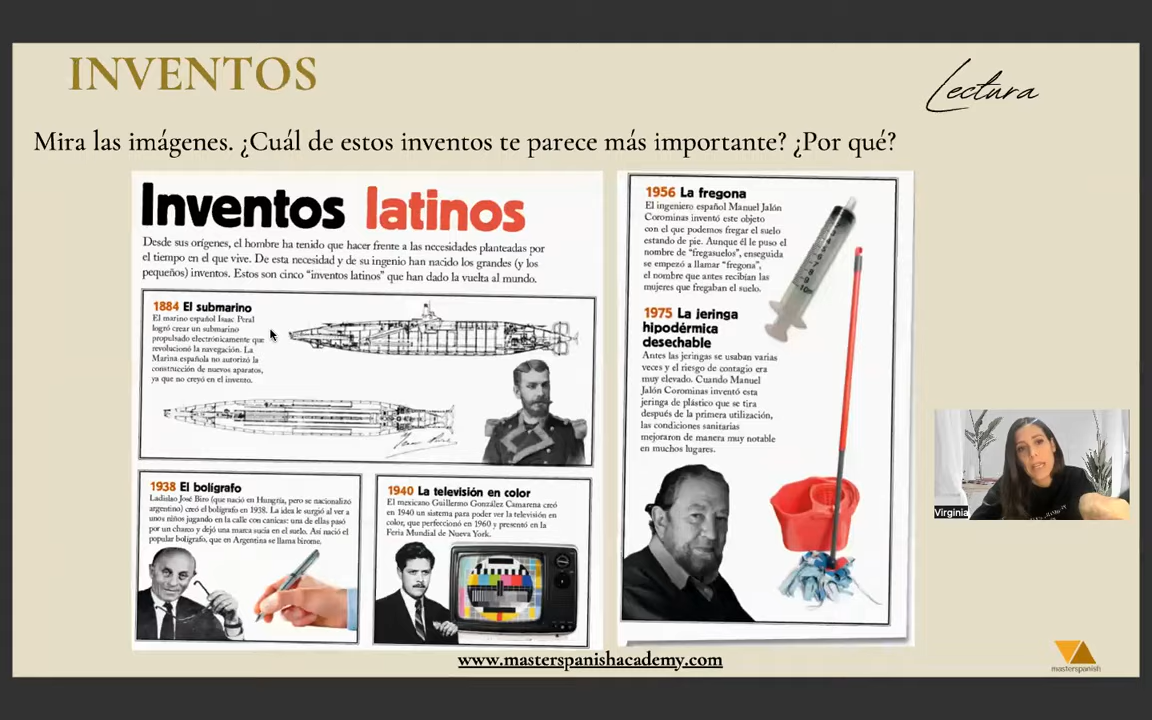 INVENTOS
Lectura
Mira las imágenes. ¿Cuál de estos inventos te parece más importante? ¿Por qué?
Inventos latinos
Desde sus orígenes, el hombre ha tenido que hacer frente a las necesidades planteadas por
el tiempo en el que vive. De esta necesidad y de su ingenio han nacido los grandes (y los
pequeños) inventos. Estos son cinco “inventos latinos” que han dado la vuelta al mundo.
1884 El submarino
El marino español Isaac Peral
logró crear un submarino
propulsado electrónicamente que
revolucionó la navegación. La
Marina española no autorizó la
construcción de nuevos aparatos,
ya que no creyó en el invento.
1938 El bolígrafo
Ladislao José Biro (que nació en Hungría, pero se nacionalizó
argentino) creó el bolígrafo en 1938. La idea le surgió al ver a
unos niños jugando en la calle con canicas: una de ellas pasó
por un charco y dejó una marca sucia en el suelo. Así nació el
popular bolígrafo, que en Argentina se llama birome.
1940 La televisión en color
El mexicano Guillermo González Camarena creó
en 1940 un sistema para poder ver la televisión en
color, que perfeccionó en 1960 y presentó en la
Feria Mundial de Nueva York.
1956 La fregona
El ingeniero español Manuel Jalón
Corominas inventó este objeto
con el que podemos fregar el suelo
estando de pie. Aunque él le puso el
nombre de “fregasuelos”, enseguida
se empezó a llamar “fregona”,
el nombre que antes recibían las
mujeres que fregaban el suelo.
1975 La jeringa
hipodérmica
desechable
Antes las jeringas se usaban varias
veces y el riesgo de contagio era
muy elevado. Cuando Manuel
Jalón Corominas inventó esta
jeringa de plástico que se tira
después de la primera utilización,
las condiciones sanitarias
mejoraron de manera muy notable
en muchos lugares.
Virginia
www.masterspanishacademy.com
masterspanish